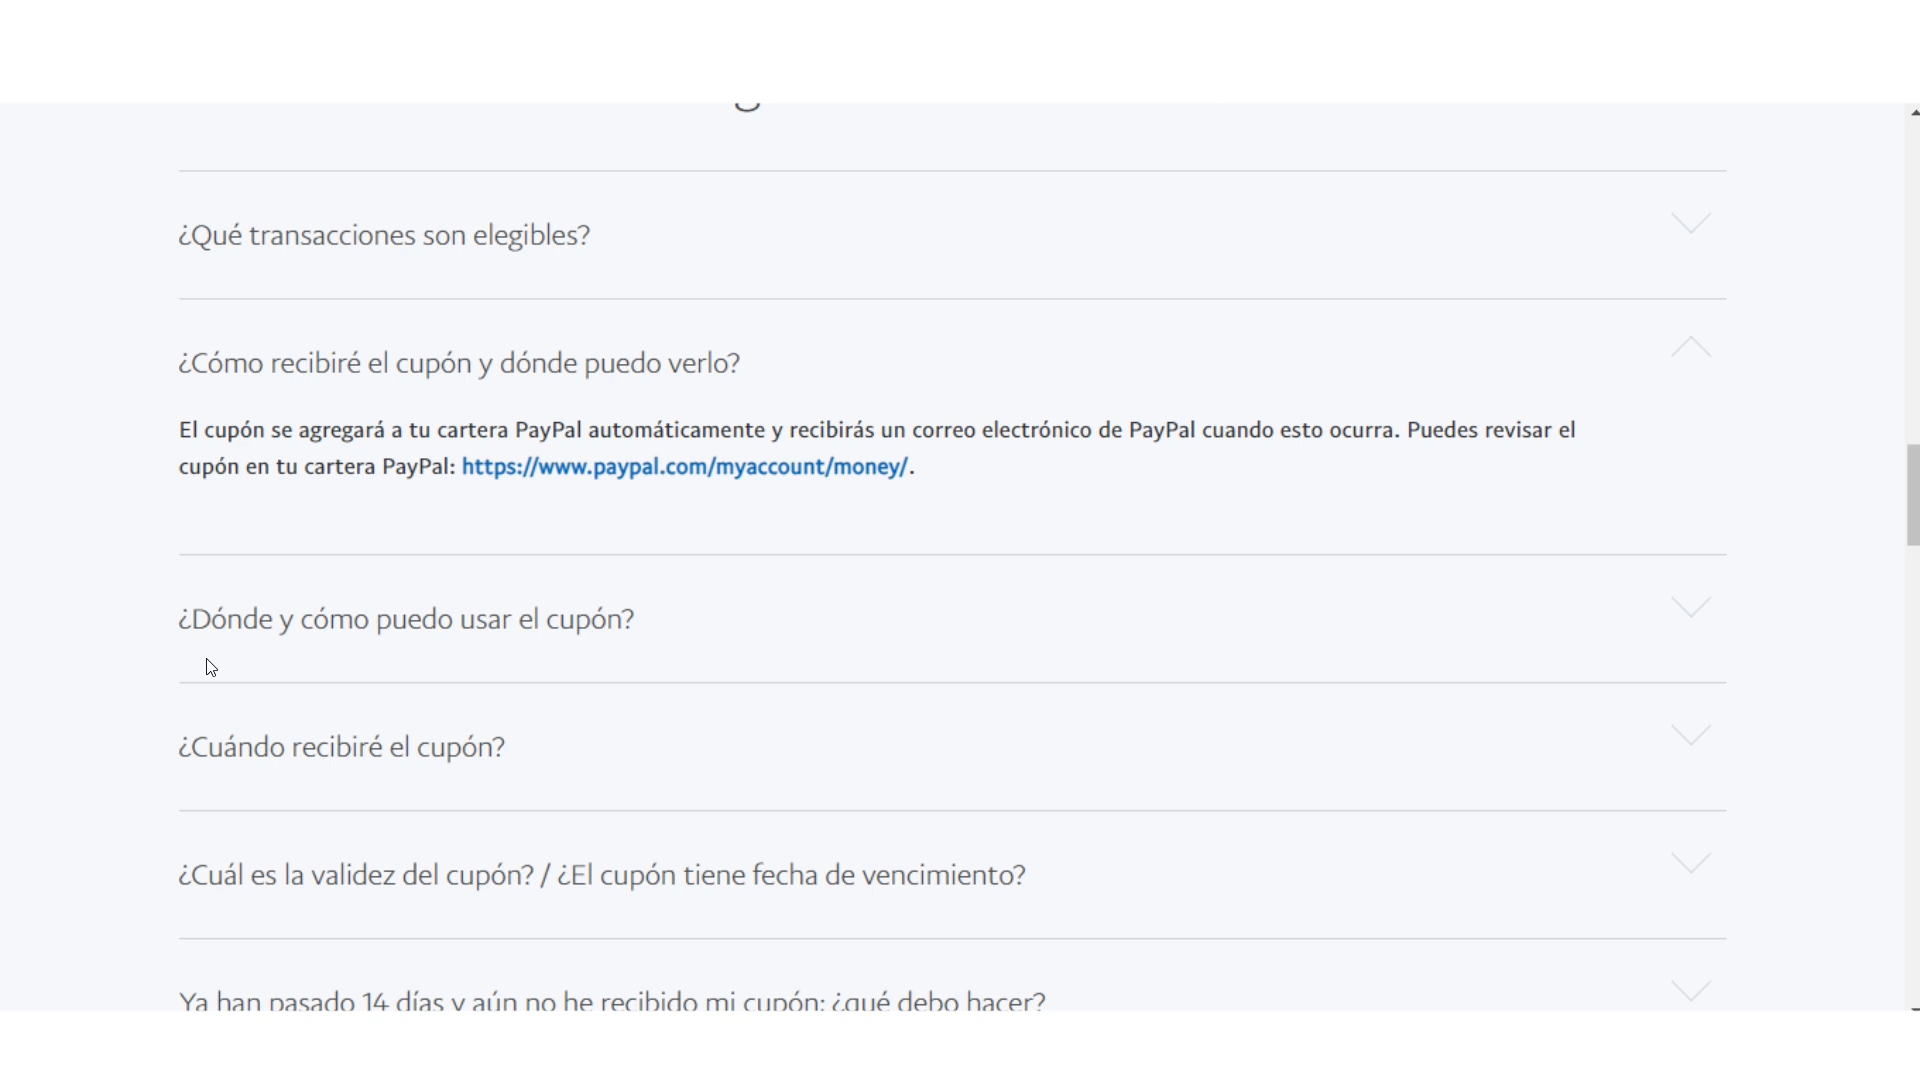 ¿Qué transacciones son elegibles?
¿Cómo recibiré el cupón y dónde puedo verlo?
El cupón se agregará a tu cartera PayPal automáticamente y recibirás un correo electrónico de PayPal cuando esto ocurra. Puedes revisar el
cupón en tu cartera PayPal: https://www.paypal.com/myaccount/money/.
¿Dónde y cómo puedo usar el cupón?
¿Cuándo recibiré el cupón?
¿Cuál es la validez del cupón? / ¿El cupón tiene fecha de vencimiento?
Ya han pasado 14 días y aún no he recibido mi cupón: ¿qué debo hacer?